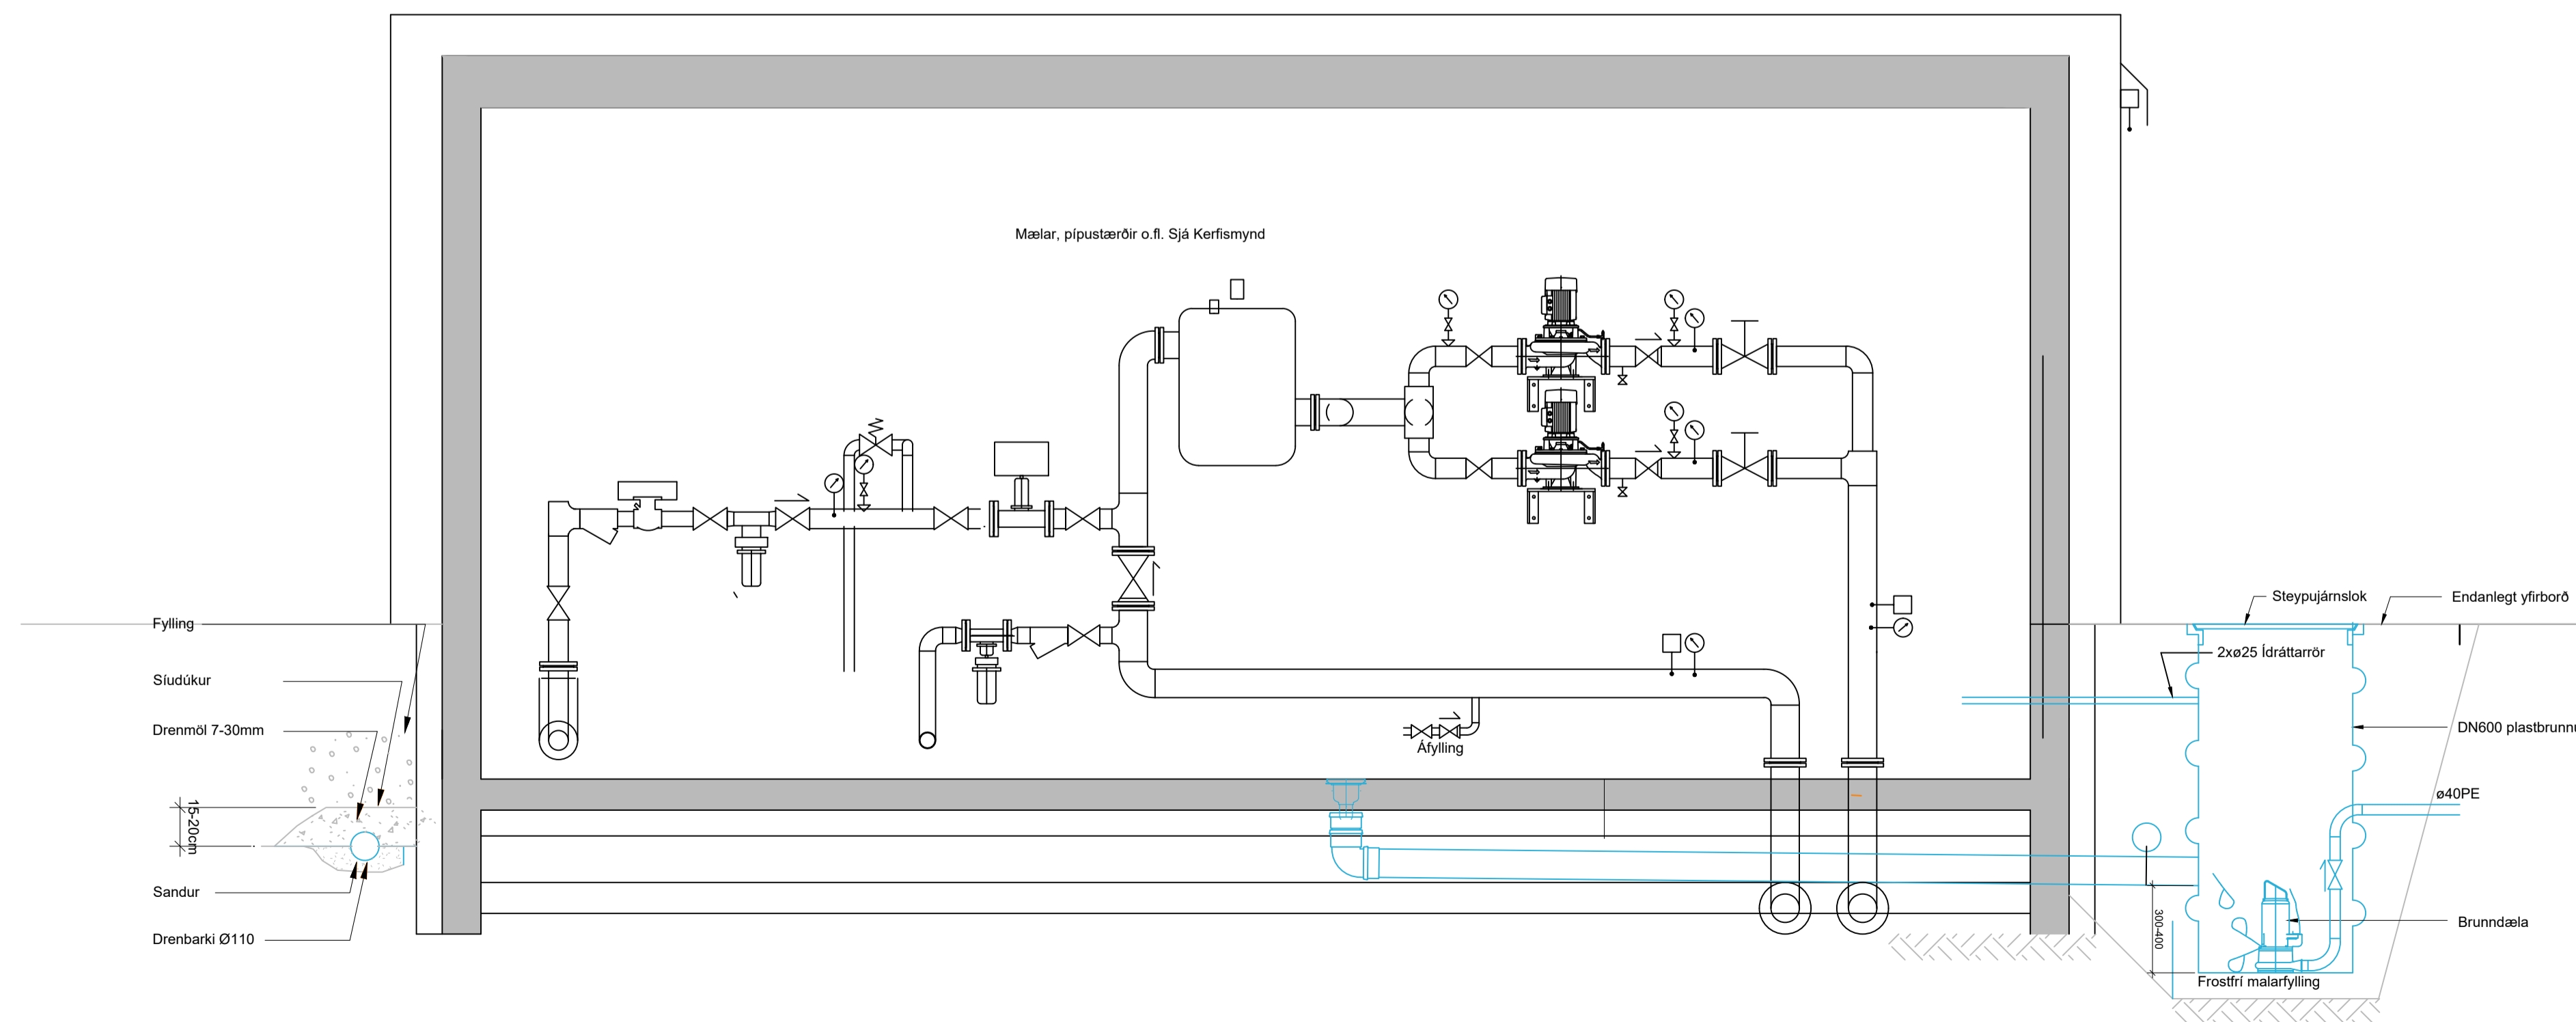 Mælar, pípustærðir o.fl. Sjá Kerfismynd
Fylling
Síudúkur
Drenmöl 7-30mm
15-20cm
Sandur
Drenbarki Ø110
Áfylling
Steypujárnslok
Endanlegt yfirborð
2xø25 Ídráttarrör
DN600 plastbrunnu
ø40PE
300-400
Brunndæla
Frostfrí malarfylling